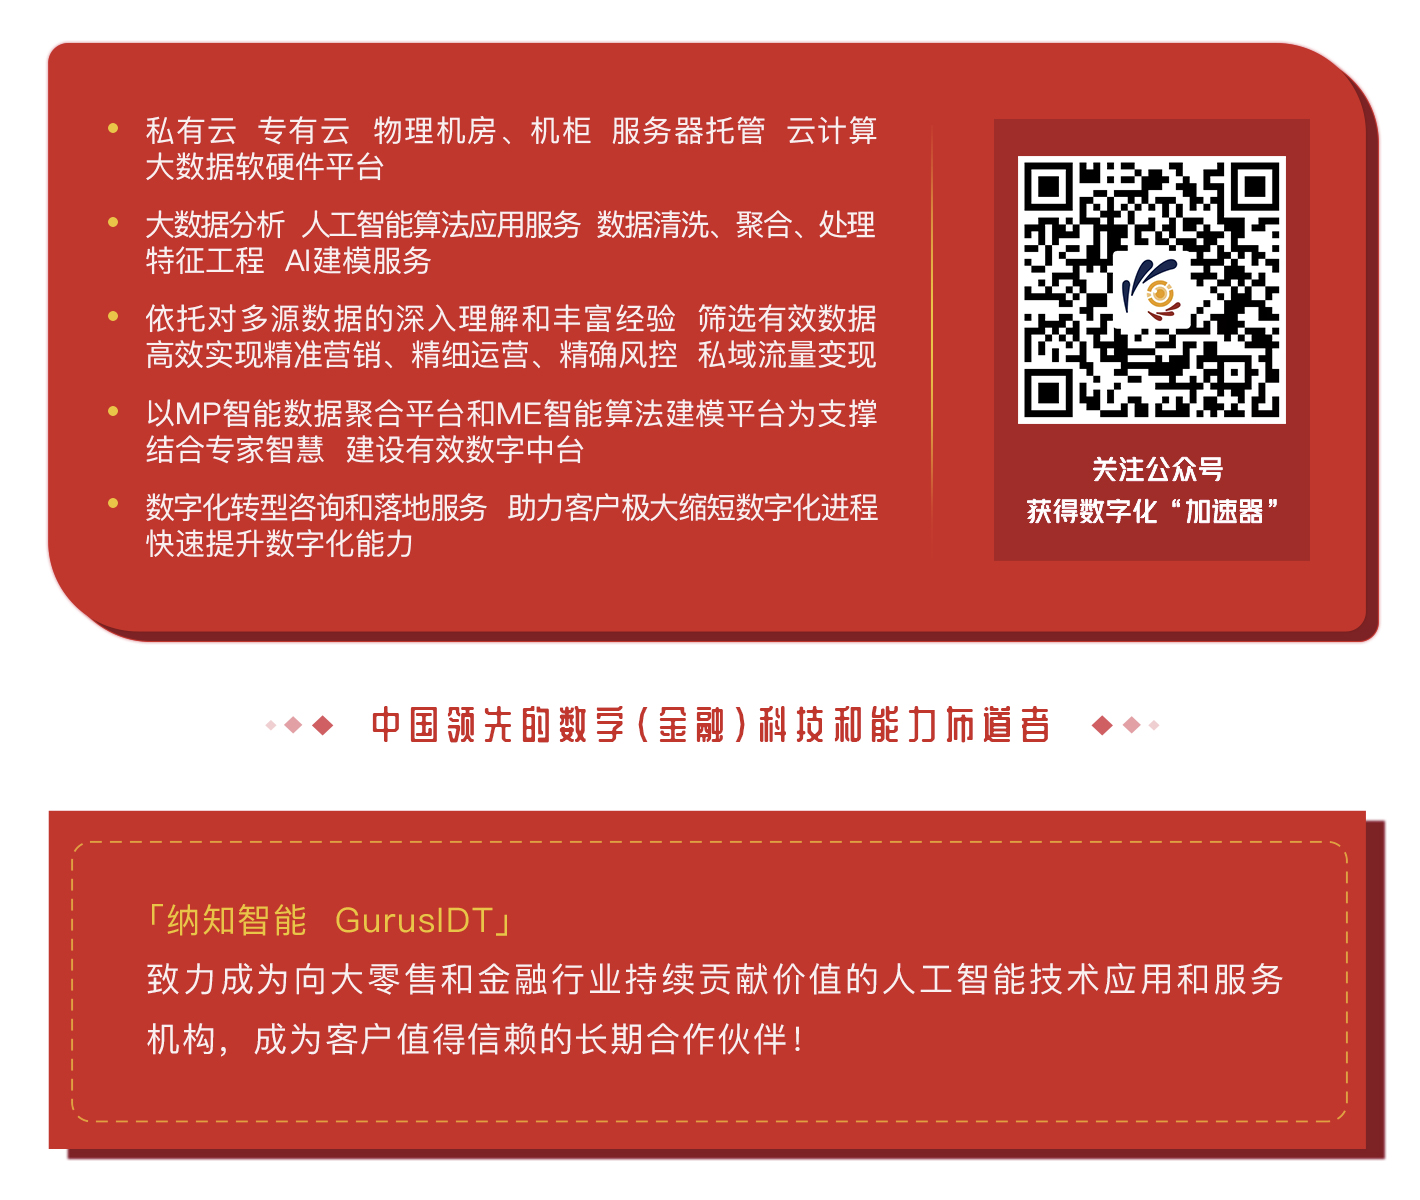 私有云 专有云 物理机房、机柜 服务器托管 云计算
大数据软硬件平台
大数据分析 人工智能算法应用服务 数据清洗、聚合、处理
特征工程 AI建模服务
依托对多源数据的深入理解和丰富经验 筛选有效数据
高效实现精准营销、精细运营、精确风控 私域流量变现
以MP智能数据聚合平台和ME智能算法建模平台为支撑
结合专家智慧 建设有效数字中台
数字化转型咨询和落地服务 助力客户极大缩短数字化进程
快速提升数字化能力
关注公众号
获得数字化“加速器”
中国领先的数字(金融)科技和能力布道者
「纳知智能 GurusIDT」
致力成为向大零售和金融行业持续贡献价值的人工智能技术应用和服务
机构，成为客户值得信赖的长期合作伙伴！